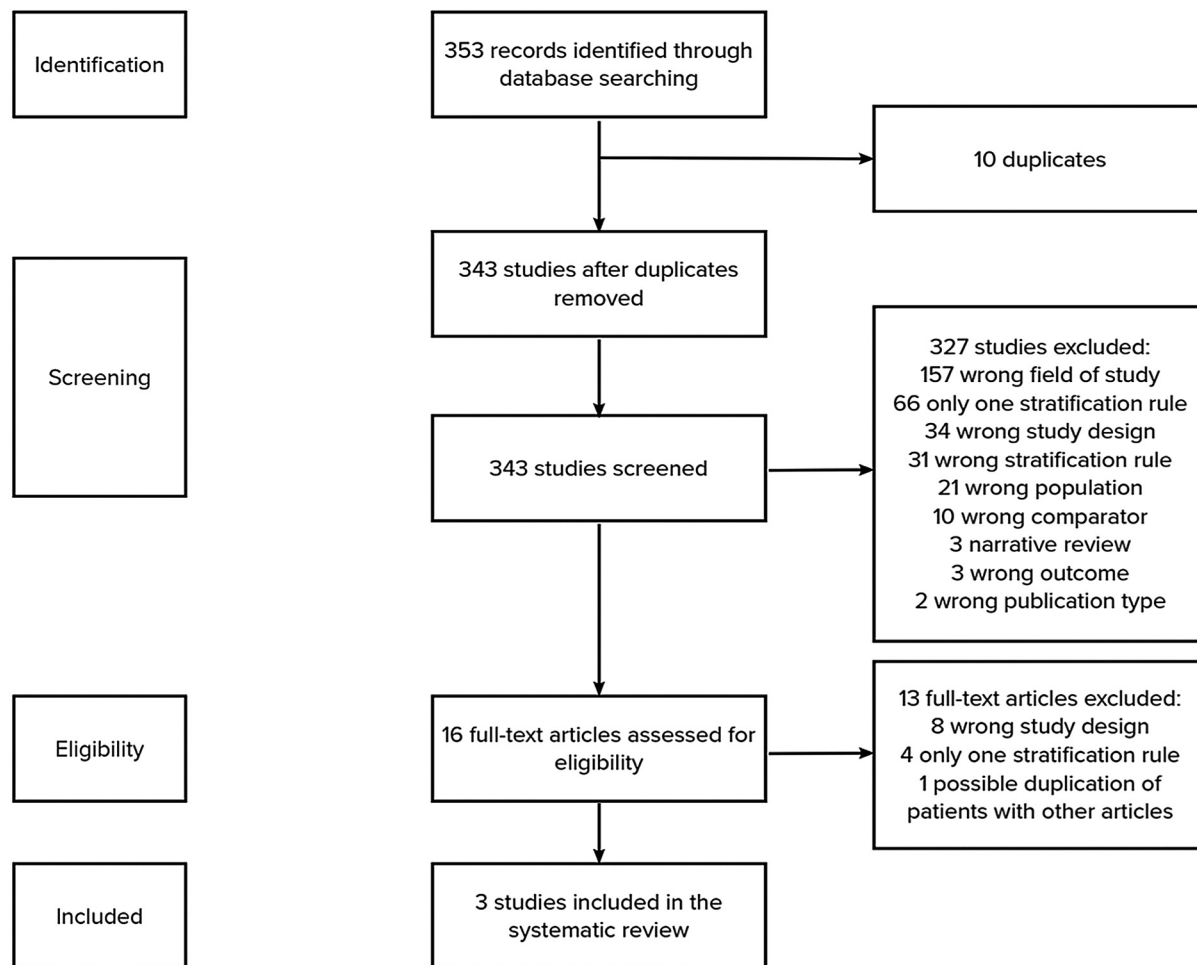 Identification
353 records identified through
database searching
10 duplicates
343 studies after duplicates
removed
Screening
343 studies screened
327 studies excluded:
157 wrong field of study
66 only one stratification rule
34 wrong study design
31 wrong stratification rule
21 wrong population
10 wrong comparator
3 narrative review
3 wrong outcome
2 wrong publication type
Eligibility
16 full-text articles assessed for
eligibility
13 full-text articles excluded:
8 wrong study design
4 only one stratification rule
1 possible duplication of
patients with other articles
Included
3 studies included in the
systematic review